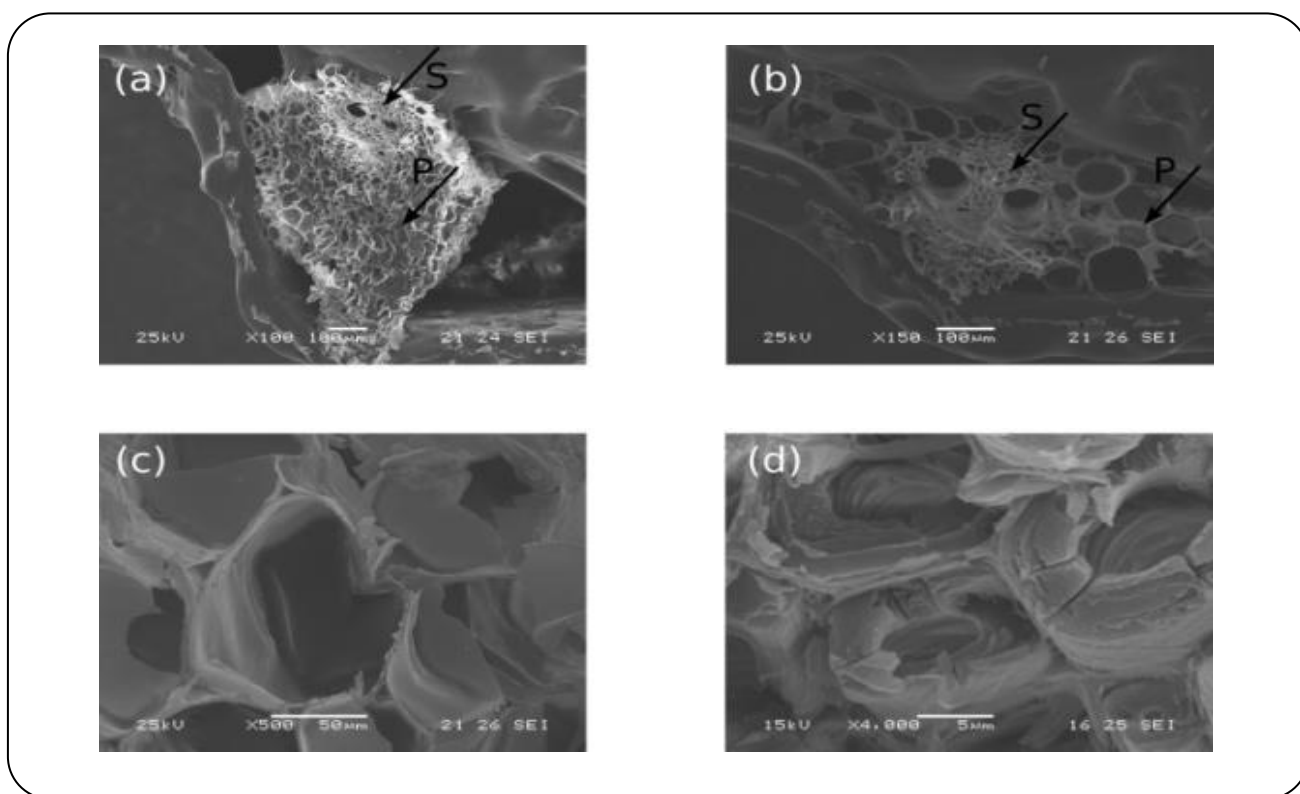 (a)
S
P
25kV X100 100μm 21 24 SEI
(b)
S
P
25kV X150 100μm 21 26 SEI
(c)
25kV X500 50μm 21 26 SEI
(d)
15kV X4,000 5μm 16 25 SEI